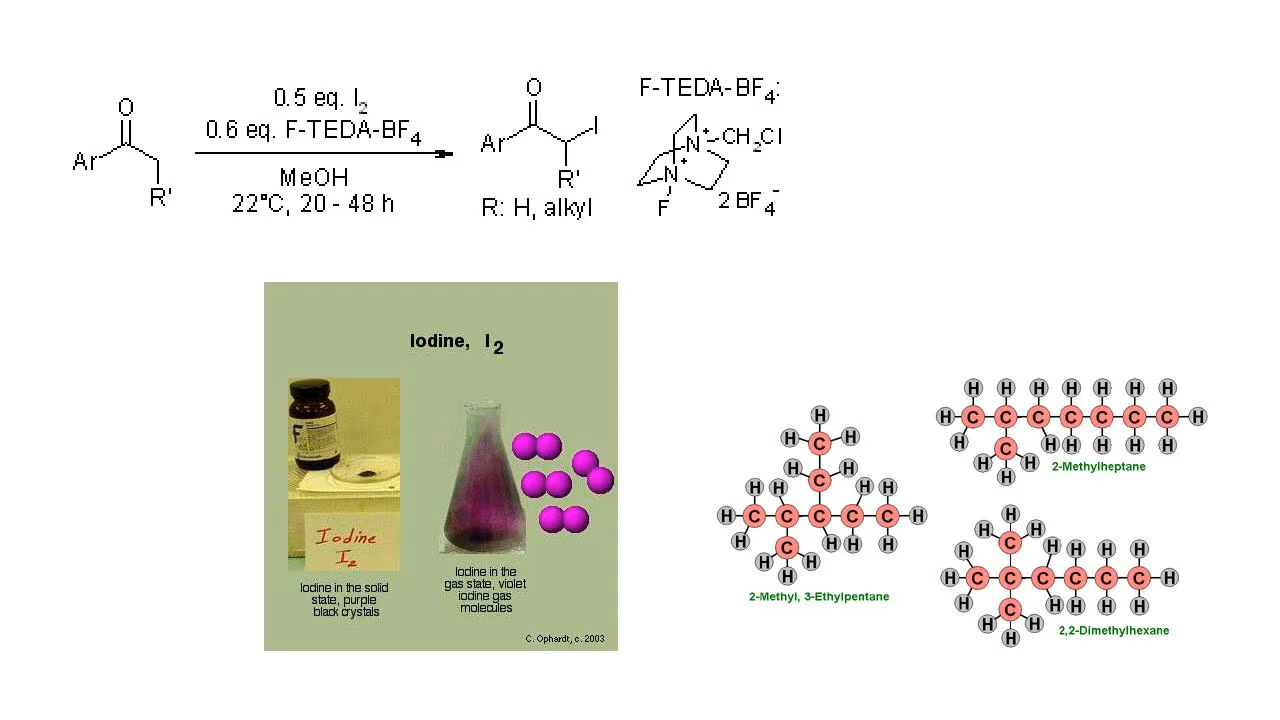 0.5 eq. I2
0.6 eq. F-TEDA-BF4
MeOH
22°C, 20 - 48 h
O
Ar
R'
O
Ar
I
R'
R: H, alkyl
F-TEDA-BF4:
N+
CH2Cl
N+
F
2 BF4-
Iodine, I2
F
Iodine
I2
Iodine in the solid
state, purple
black crystals
Iodine in the
gas state, violet
iodine gas
molecules
C. Ophardt, c. 2003
H
H C H
H C H
H H H H
H C C C C C H
H H H H
H C H
H
2-Methyl, 3-Ethylpentane
H H H H H H H
H C C C C C C C H
H H H H H H
H C H
H
2-Methylheptane
H
H C H
H H H H H
H C C C C C C H
H H H H H
H C H
H
2,2-Dimethylhexane